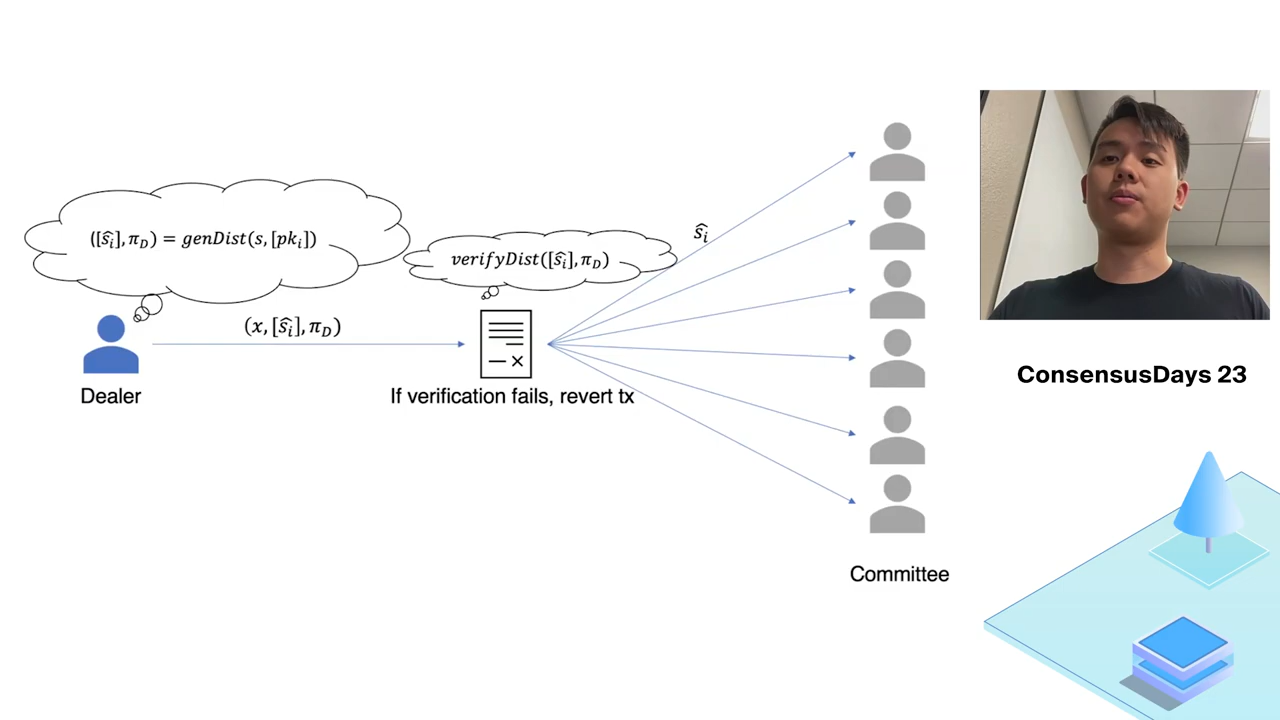 ([ŝᵢ], π_D) = genDist(s, [pkᵢ])
verifyDist([ŝᵢ], π_D)
ŝᵢ
(x, [ŝᵢ], π_D)
Dealer
If verification fails, revert tx
Committee
ConsensusDays 23